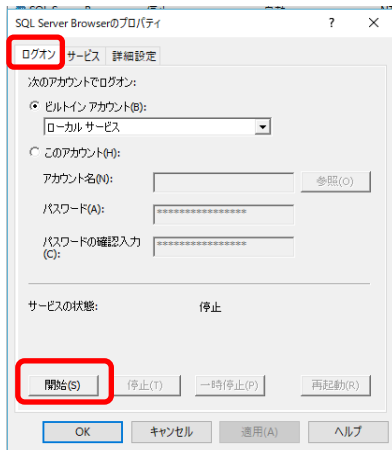 SQL Server Browserのプロパティ ? ×
ログオン サービス 詳細設定
次のアカウントでログオン:
ビルトイン アカウント(B):
ローカル サービス
このアカウント(H):
アカウント名(N): 参照(O)
パスワード(A): ****************
パスワードの確認入力
(C): ****************
サービスの状態: 停止
開始(S) 停止(T) 一時停止(P) 再起動(R)
OK キャンセル 適用(A) ヘルプ